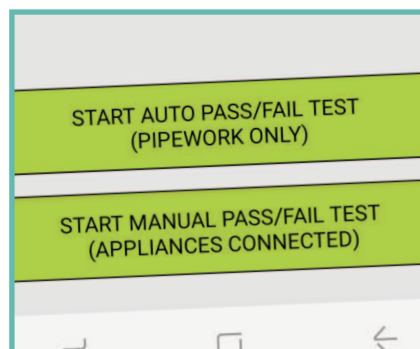 START AUTO PASS/FAIL TEST
(PIPEWORK ONLY)
START MANUAL PASS/FAIL TEST
(APPLIANCES CONNECTED)